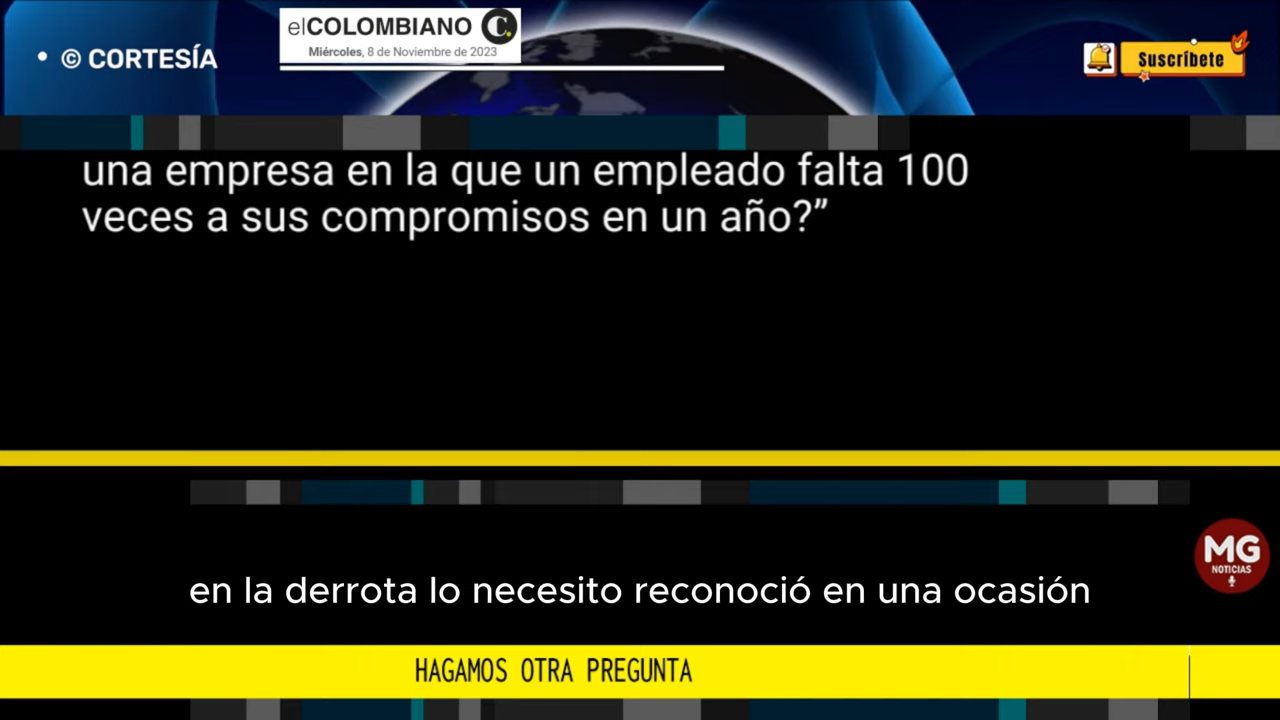 • © CORTESÍA
elCOLOMBIANO C.
Miércoles, 8 de Noviembre de 2023
Suscríbete
una empresa en la que un empleado falta 100
veces a sus compromisos en un año?”
MG
NOTICIAS
en la derrota lo necesito reconoció en una ocasión
HAGAMOS OTRA PREGUNTA